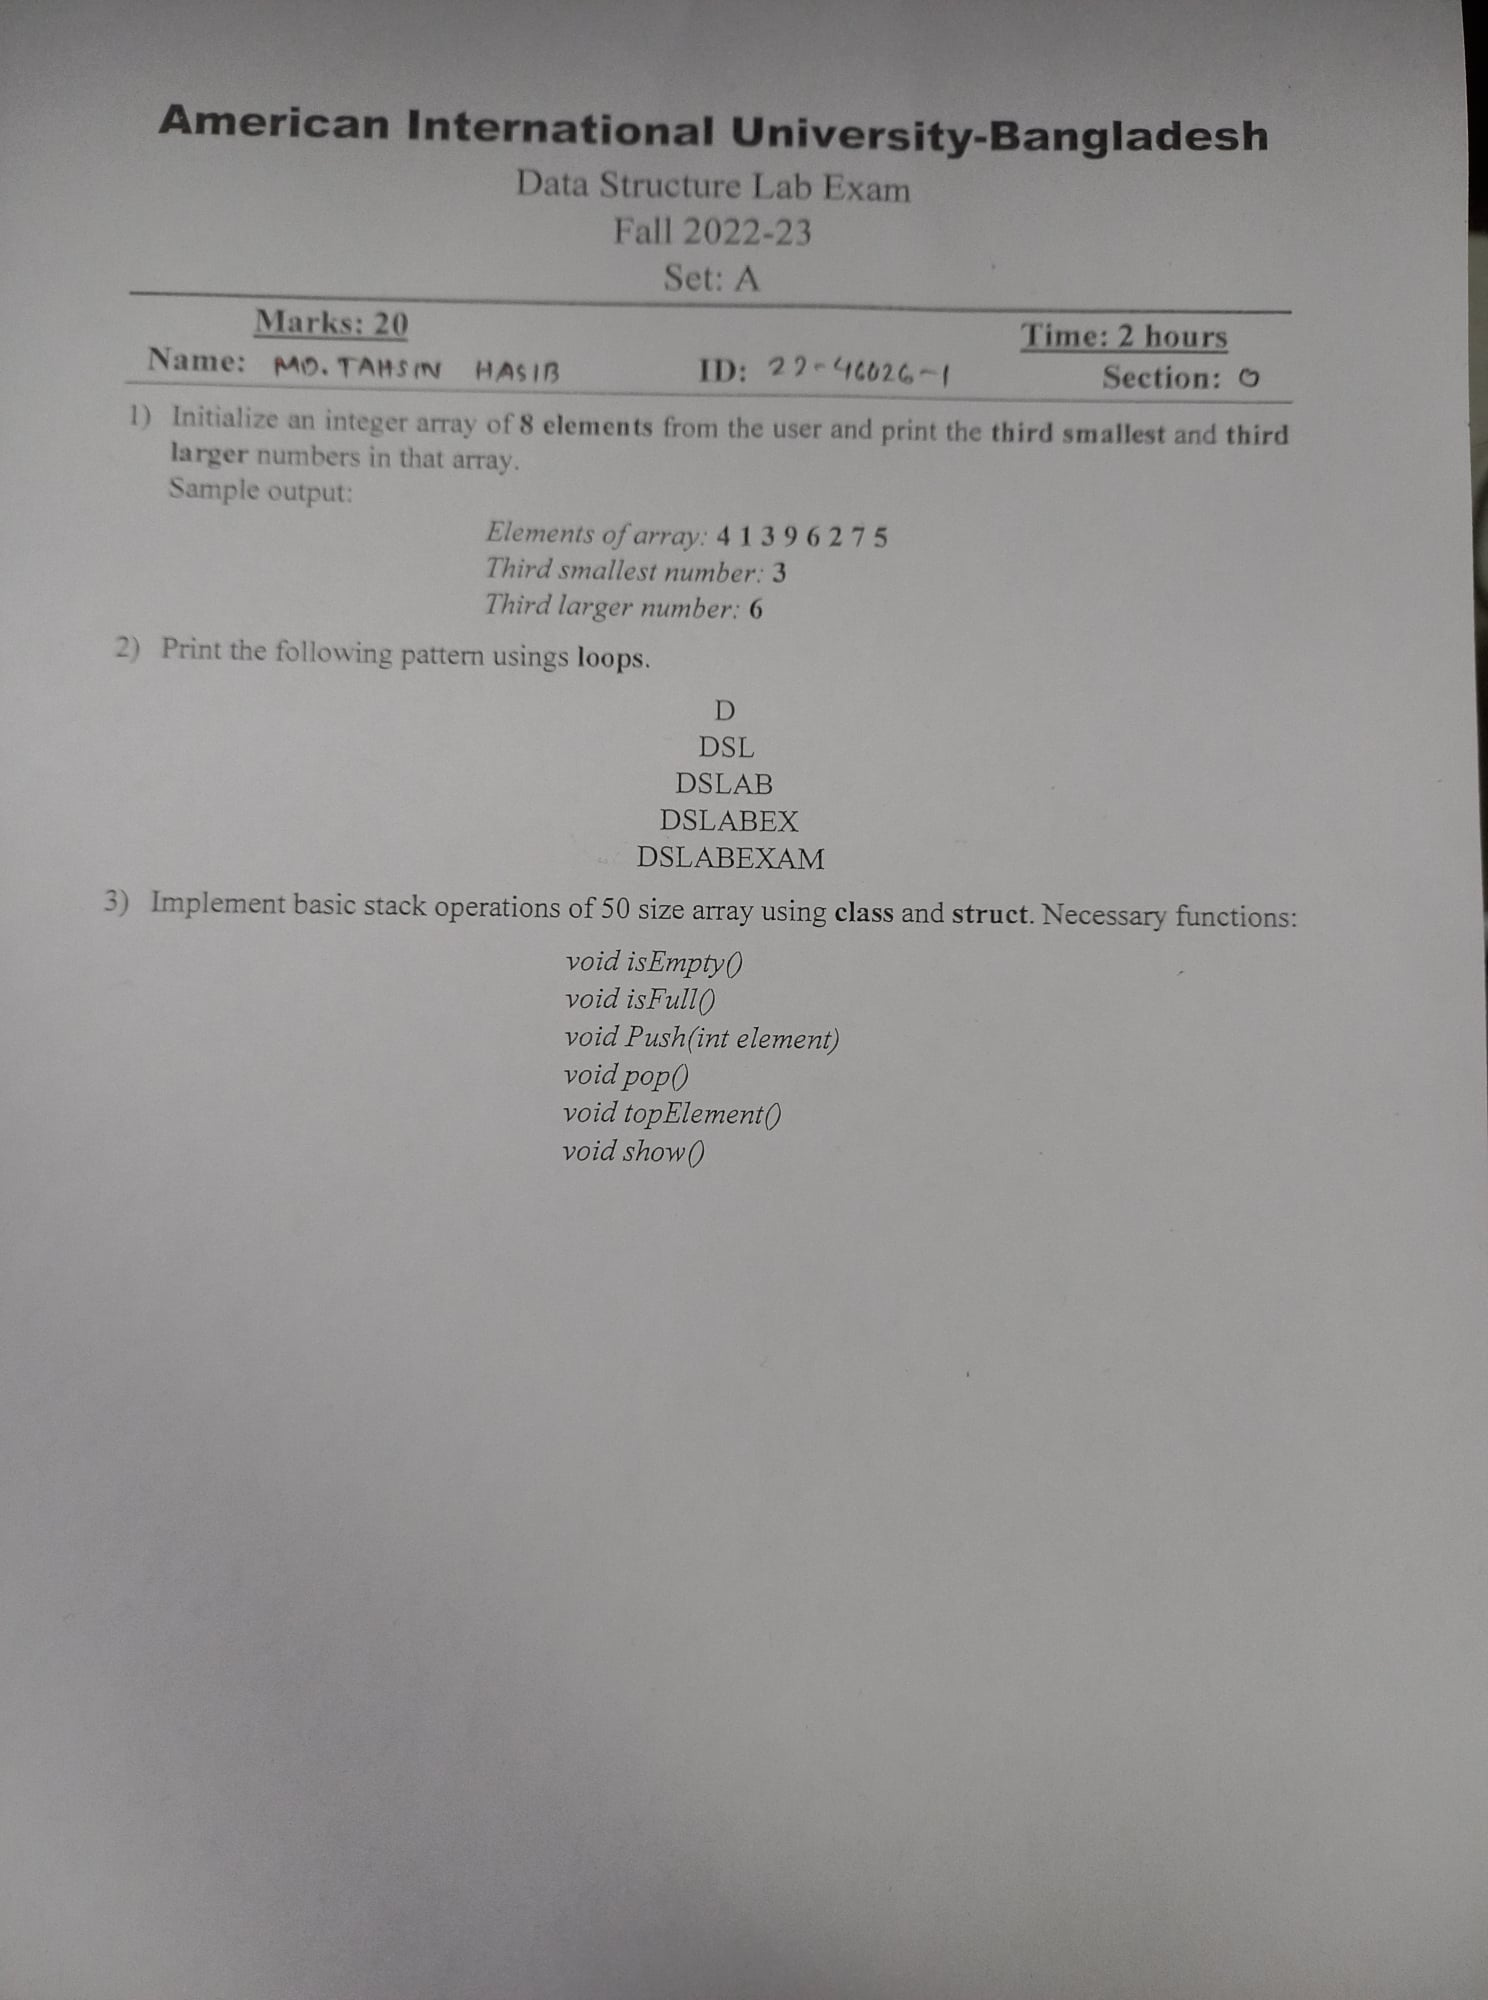 American International University-Bangladesh
Data Structure Lab Exam
Fall 2022-23
Set: A
Marks: 20 Time: 2 hours
Name: MD. TAHSIN HASIB ID: 22-46026-1 Section: O
1) Initialize an integer array of 8 elements from the user and print the third smallest and third
larger numbers in that array.
Sample output:
Elements of array: 4 1 3 9 6 2 7 5
Third smallest number: 3
Third larger number: 6
2) Print the following pattern usings loops.
D
DSL
DSLAB
DSLABEX
DSLABEXAM
3) Implement basic stack operations of 50 size array using class and struct. Necessary functions:
void isEmpty()
void isFull()
void Push(int element)
void pop()
void topElement()
void show()